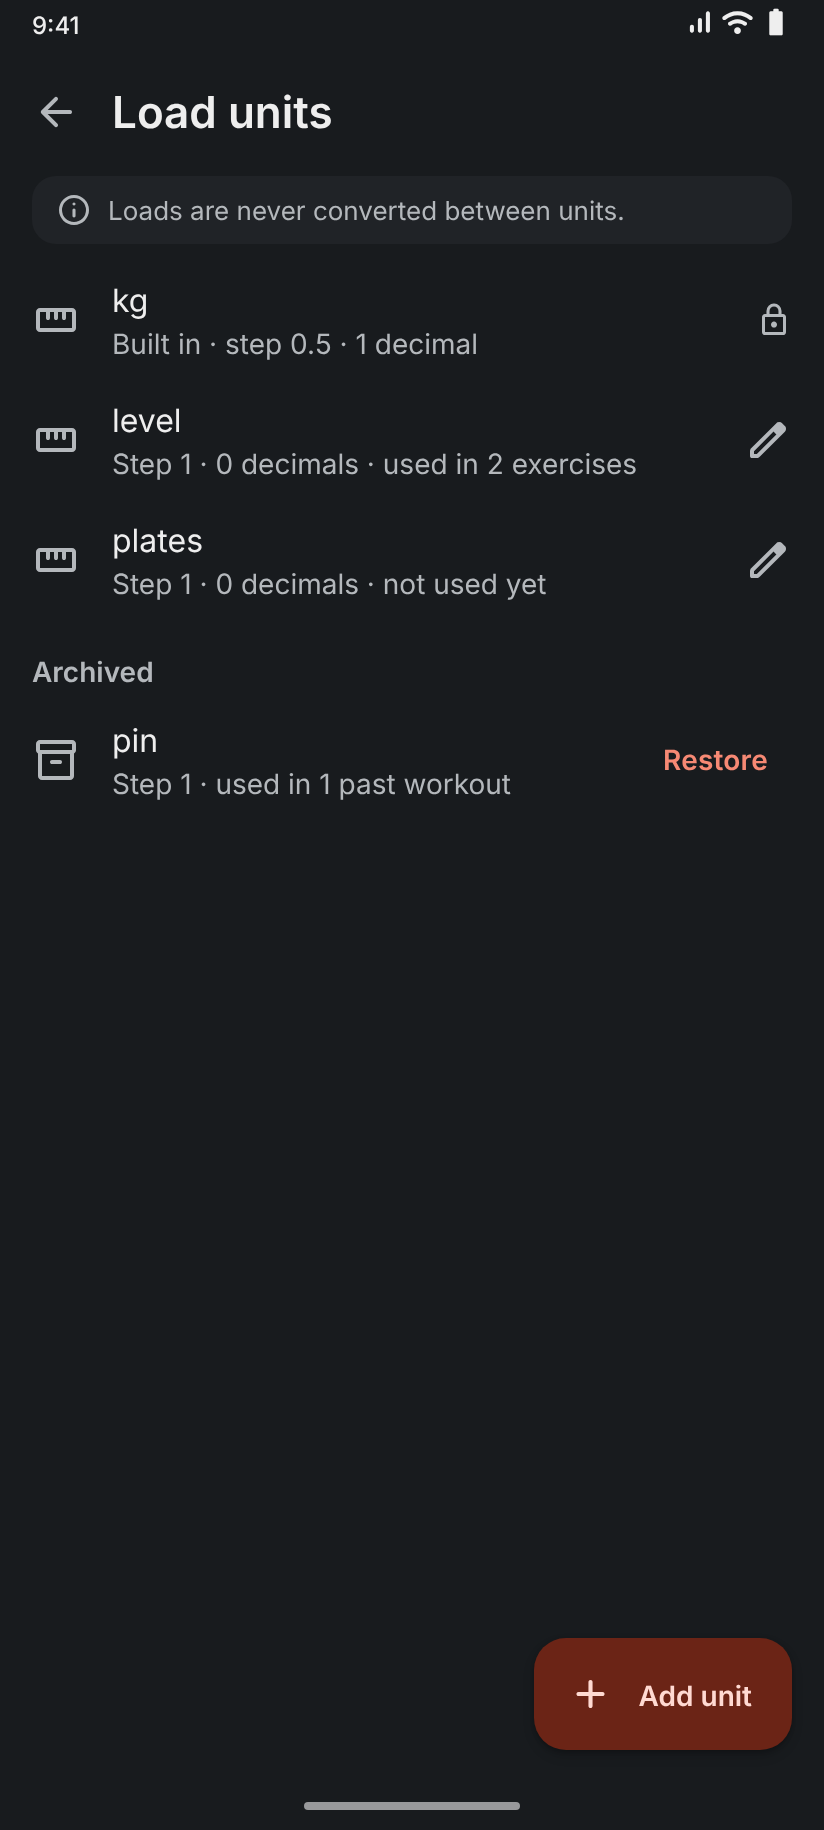 9:41
Load units
Loads are never converted between units.
kg
Built in · step 0.5 · 1 decimal
level
Step 1 · 0 decimals · used in 2 exercises
plates
Step 1 · 0 decimals · not used yet
Archived
pin
Step 1 · used in 1 past workout
Restore
Add unit